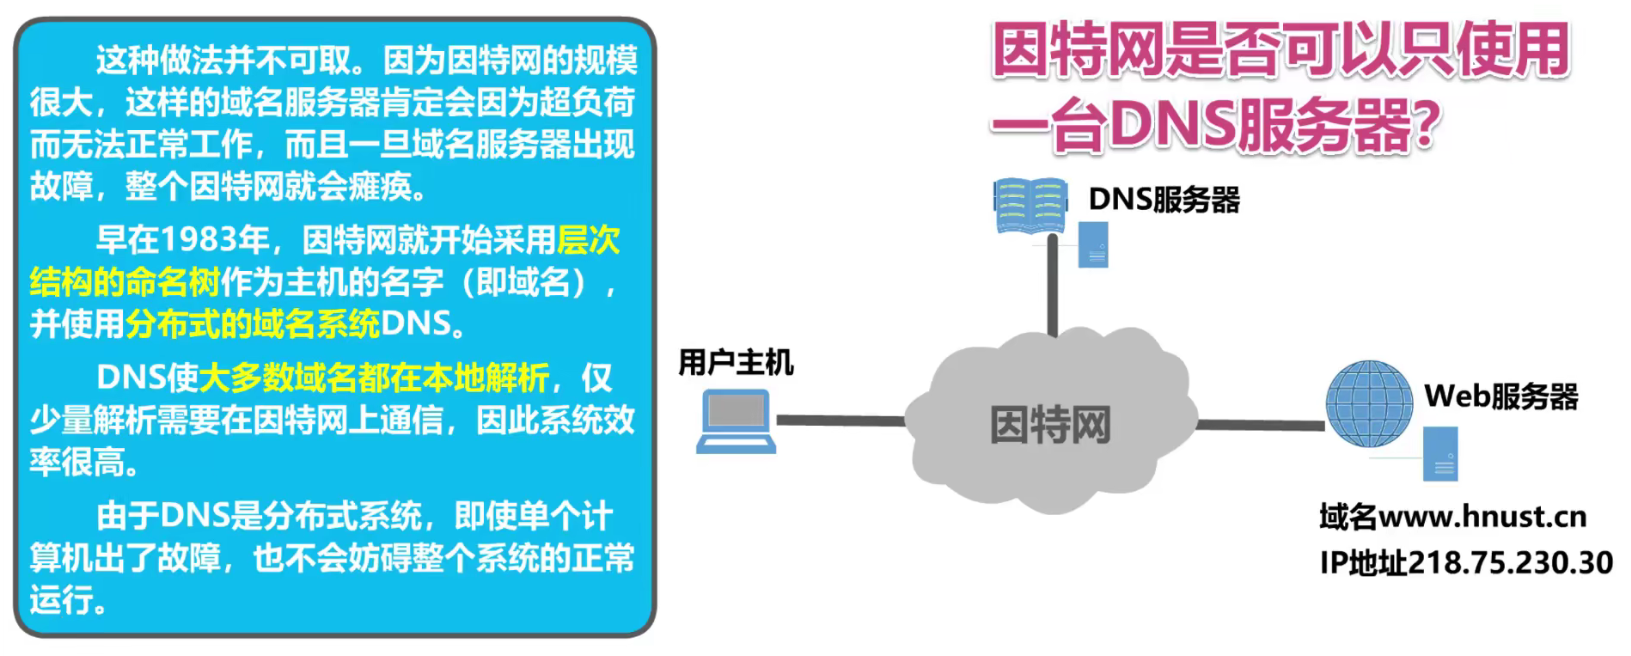 因特网是否可以只使用
一台DNS服务器?
这种做法并不可取。因为因特网的规模
很大，这样的域名服务器肯定会因为超负荷
而无法正常工作，而且一旦域名服务器出现
故障，整个因特网就会瘫痪。
早在1983年，因特网就开始采用层次
结构的命名树作为主机的名字（即域名），
并使用分布式的域名系统DNS。
DNS使大多数域名都在本地解析，仅
少量解析需要在因特网上通信，因此系统效
率很高。
由于DNS是分布式系统，即使单个计
算机出了故障，也不会妨碍整个系统的正常
运行。
DNS服务器
用户主机
因特网
Web服务器
域名www.hnust.cn
IP地址218.75.230.30